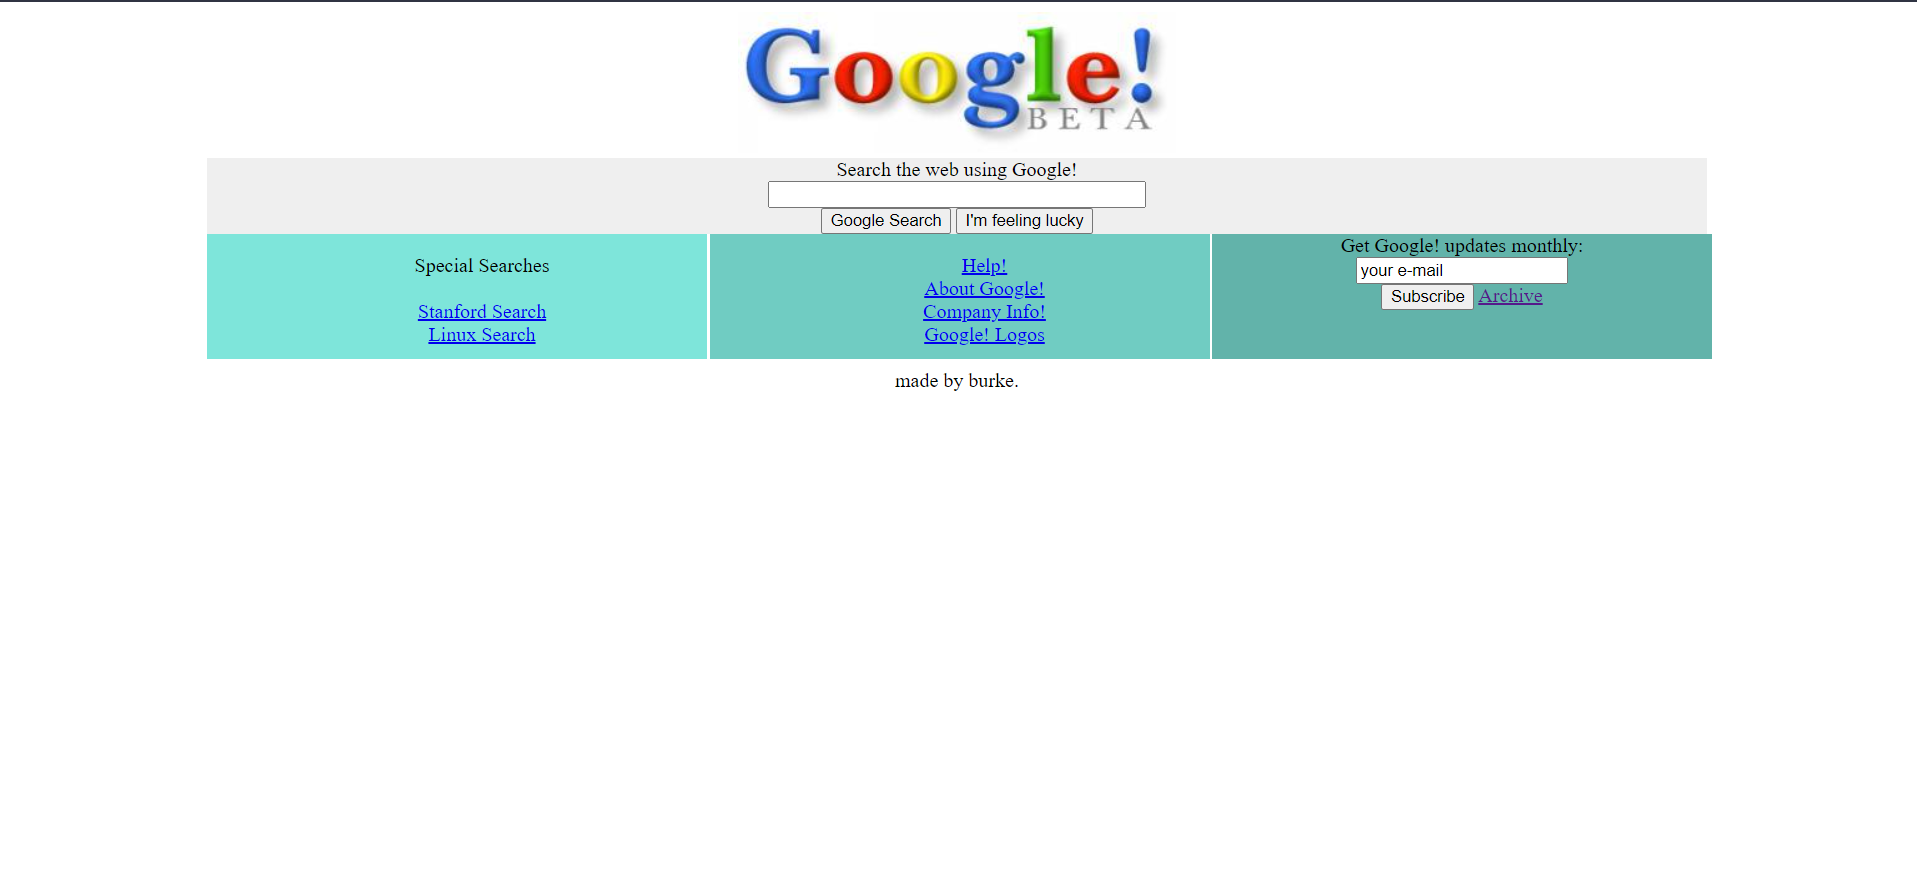 Google!
BETA
Search the web using Google!
Google Search I'm feeling lucky
Special Searches
Stanford Search
Linux Search
Help!
About Google!
Company Info!
Google! Logos
Get Google! updates monthly:
your e-mail
Subscribe Archive
made by burke.